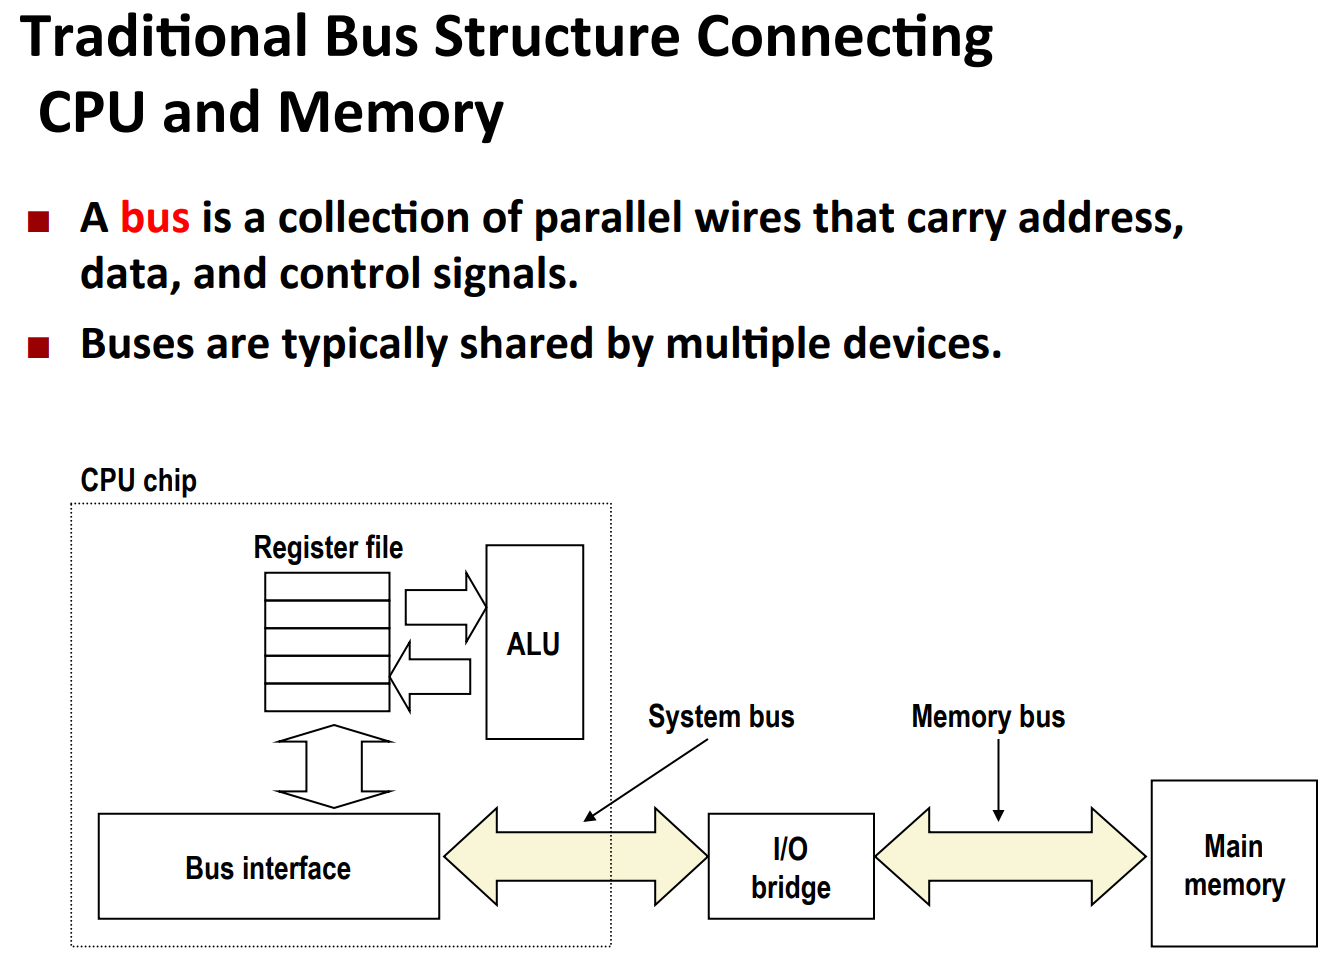 Traditional Bus Structure Connecting
CPU and Memory
■ A bus is a collection of parallel wires that carry address,
data, and control signals.
■ Buses are typically shared by multiple devices.
CPU chip
Register file
ALU
System bus
Memory bus
Bus interface
I/O
bridge
Main
memory